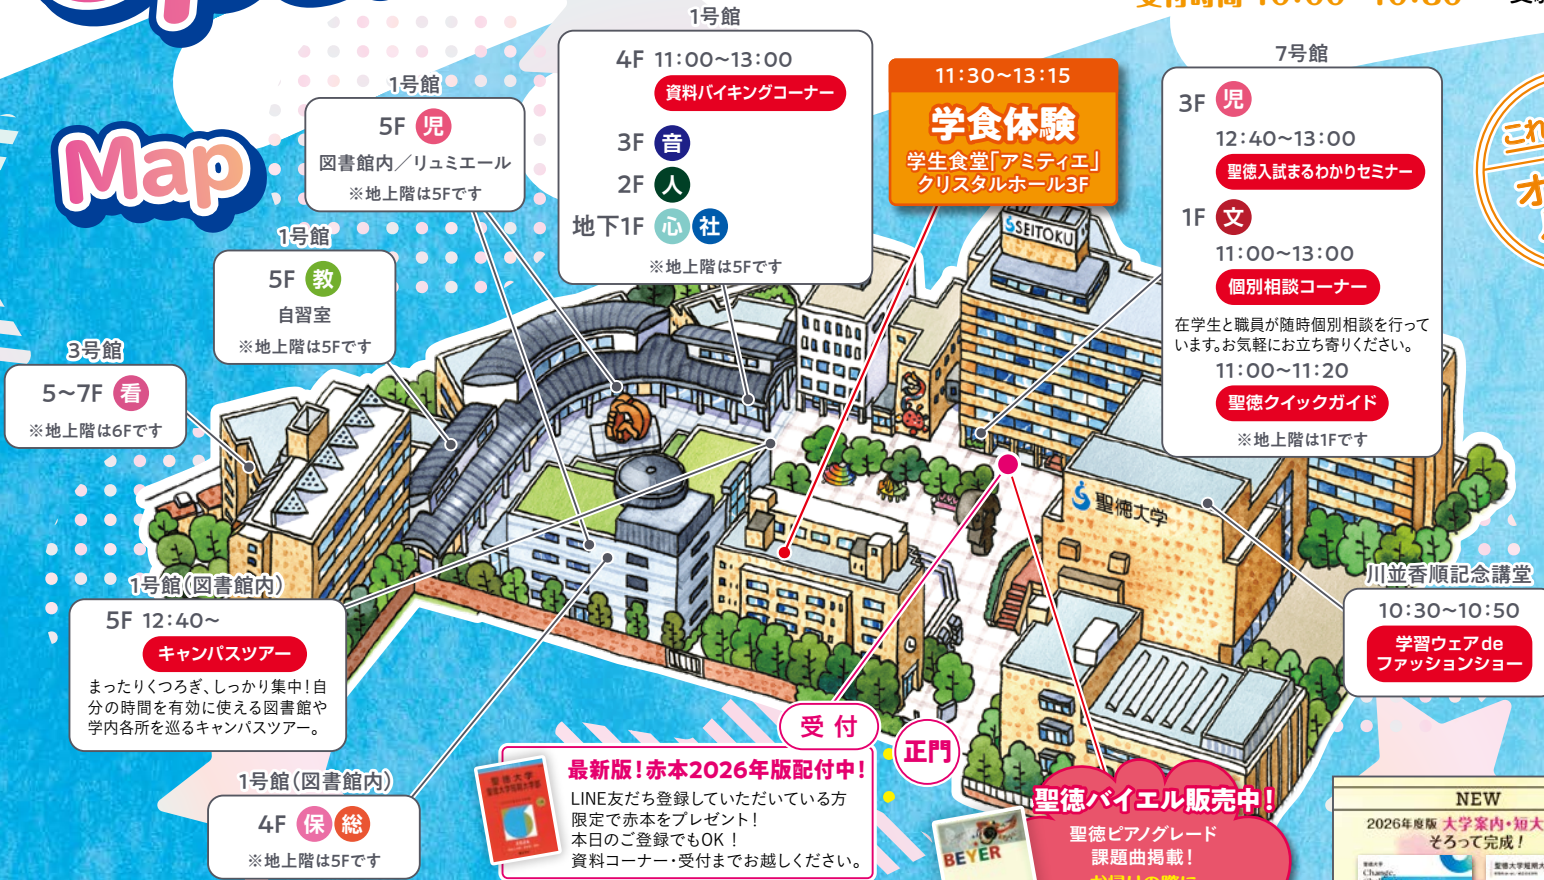 Map
1号館
4F 11:00~13:00
資料バイキングコーナー
3F 音
2F 人
地下1F 心 社
※地上階は5Fです
1号館
5F 児
図書館内／リュミエール
※地上階は5Fです
1号館
5F 教
自習室
※地上階は5Fです
3号館
5~7F 看
※地上階は6Fです
11:30~13:15
学食体験
学生食堂「アミティエ」
クリスタルホール3F
7号館
3F 児
12:40~13:00
聖徳入試まるわかりセミナー
1F 文
11:00~13:00
個別相談コーナー
在学生と職員が随時個別相談を行って
います。お気軽にお立ち寄りください。
11:00~11:20
聖徳クイックガイド
※地上階は1Fです
SEITOKU
聖徳大学
川並香順記念講堂
10:30~10:50
学習ウェアde
ファッションショー
1号館（図書館内）
5F 12:40~
キャンパスツアー
まったりくつろぎ、しっかり集中！自
分の時間を有効に使える図書館や
学内各所を巡るキャンパスツアー。
1号館（図書館内）
4F 保 総
※地上階は5Fです
受付
正門
最新版！赤本2026年版配付中！
LINE友だち登録していただいている方
限定で赤本をプレゼント！
本日のご登録でもOK！
資料コーナー・受付までお越しください。
聖徳大学
聖徳バイエル販売中！
聖徳ピアノグレード
課題曲掲載！
BEYER
NEW
2026年度版 大学案内・短大
そろって完成！
Change,